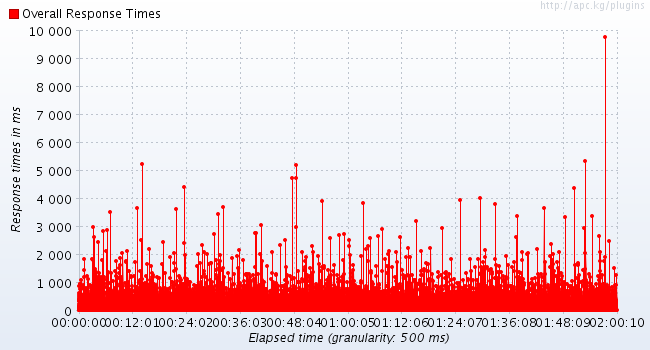 http://apc.kg/plugins
Overall Response Times
10 000
9 000
8 000
7 000
6 000
5 000
4 000
3 000
2 000
1 000
0
Response times in ms
00:00:00 00:12:01 00:24:02 00:36:03 00:48:04 01:00:05 01:12:06 01:24:07 01:36:08 01:48:09 02:00:10
Elapsed time (granularity: 500 ms)